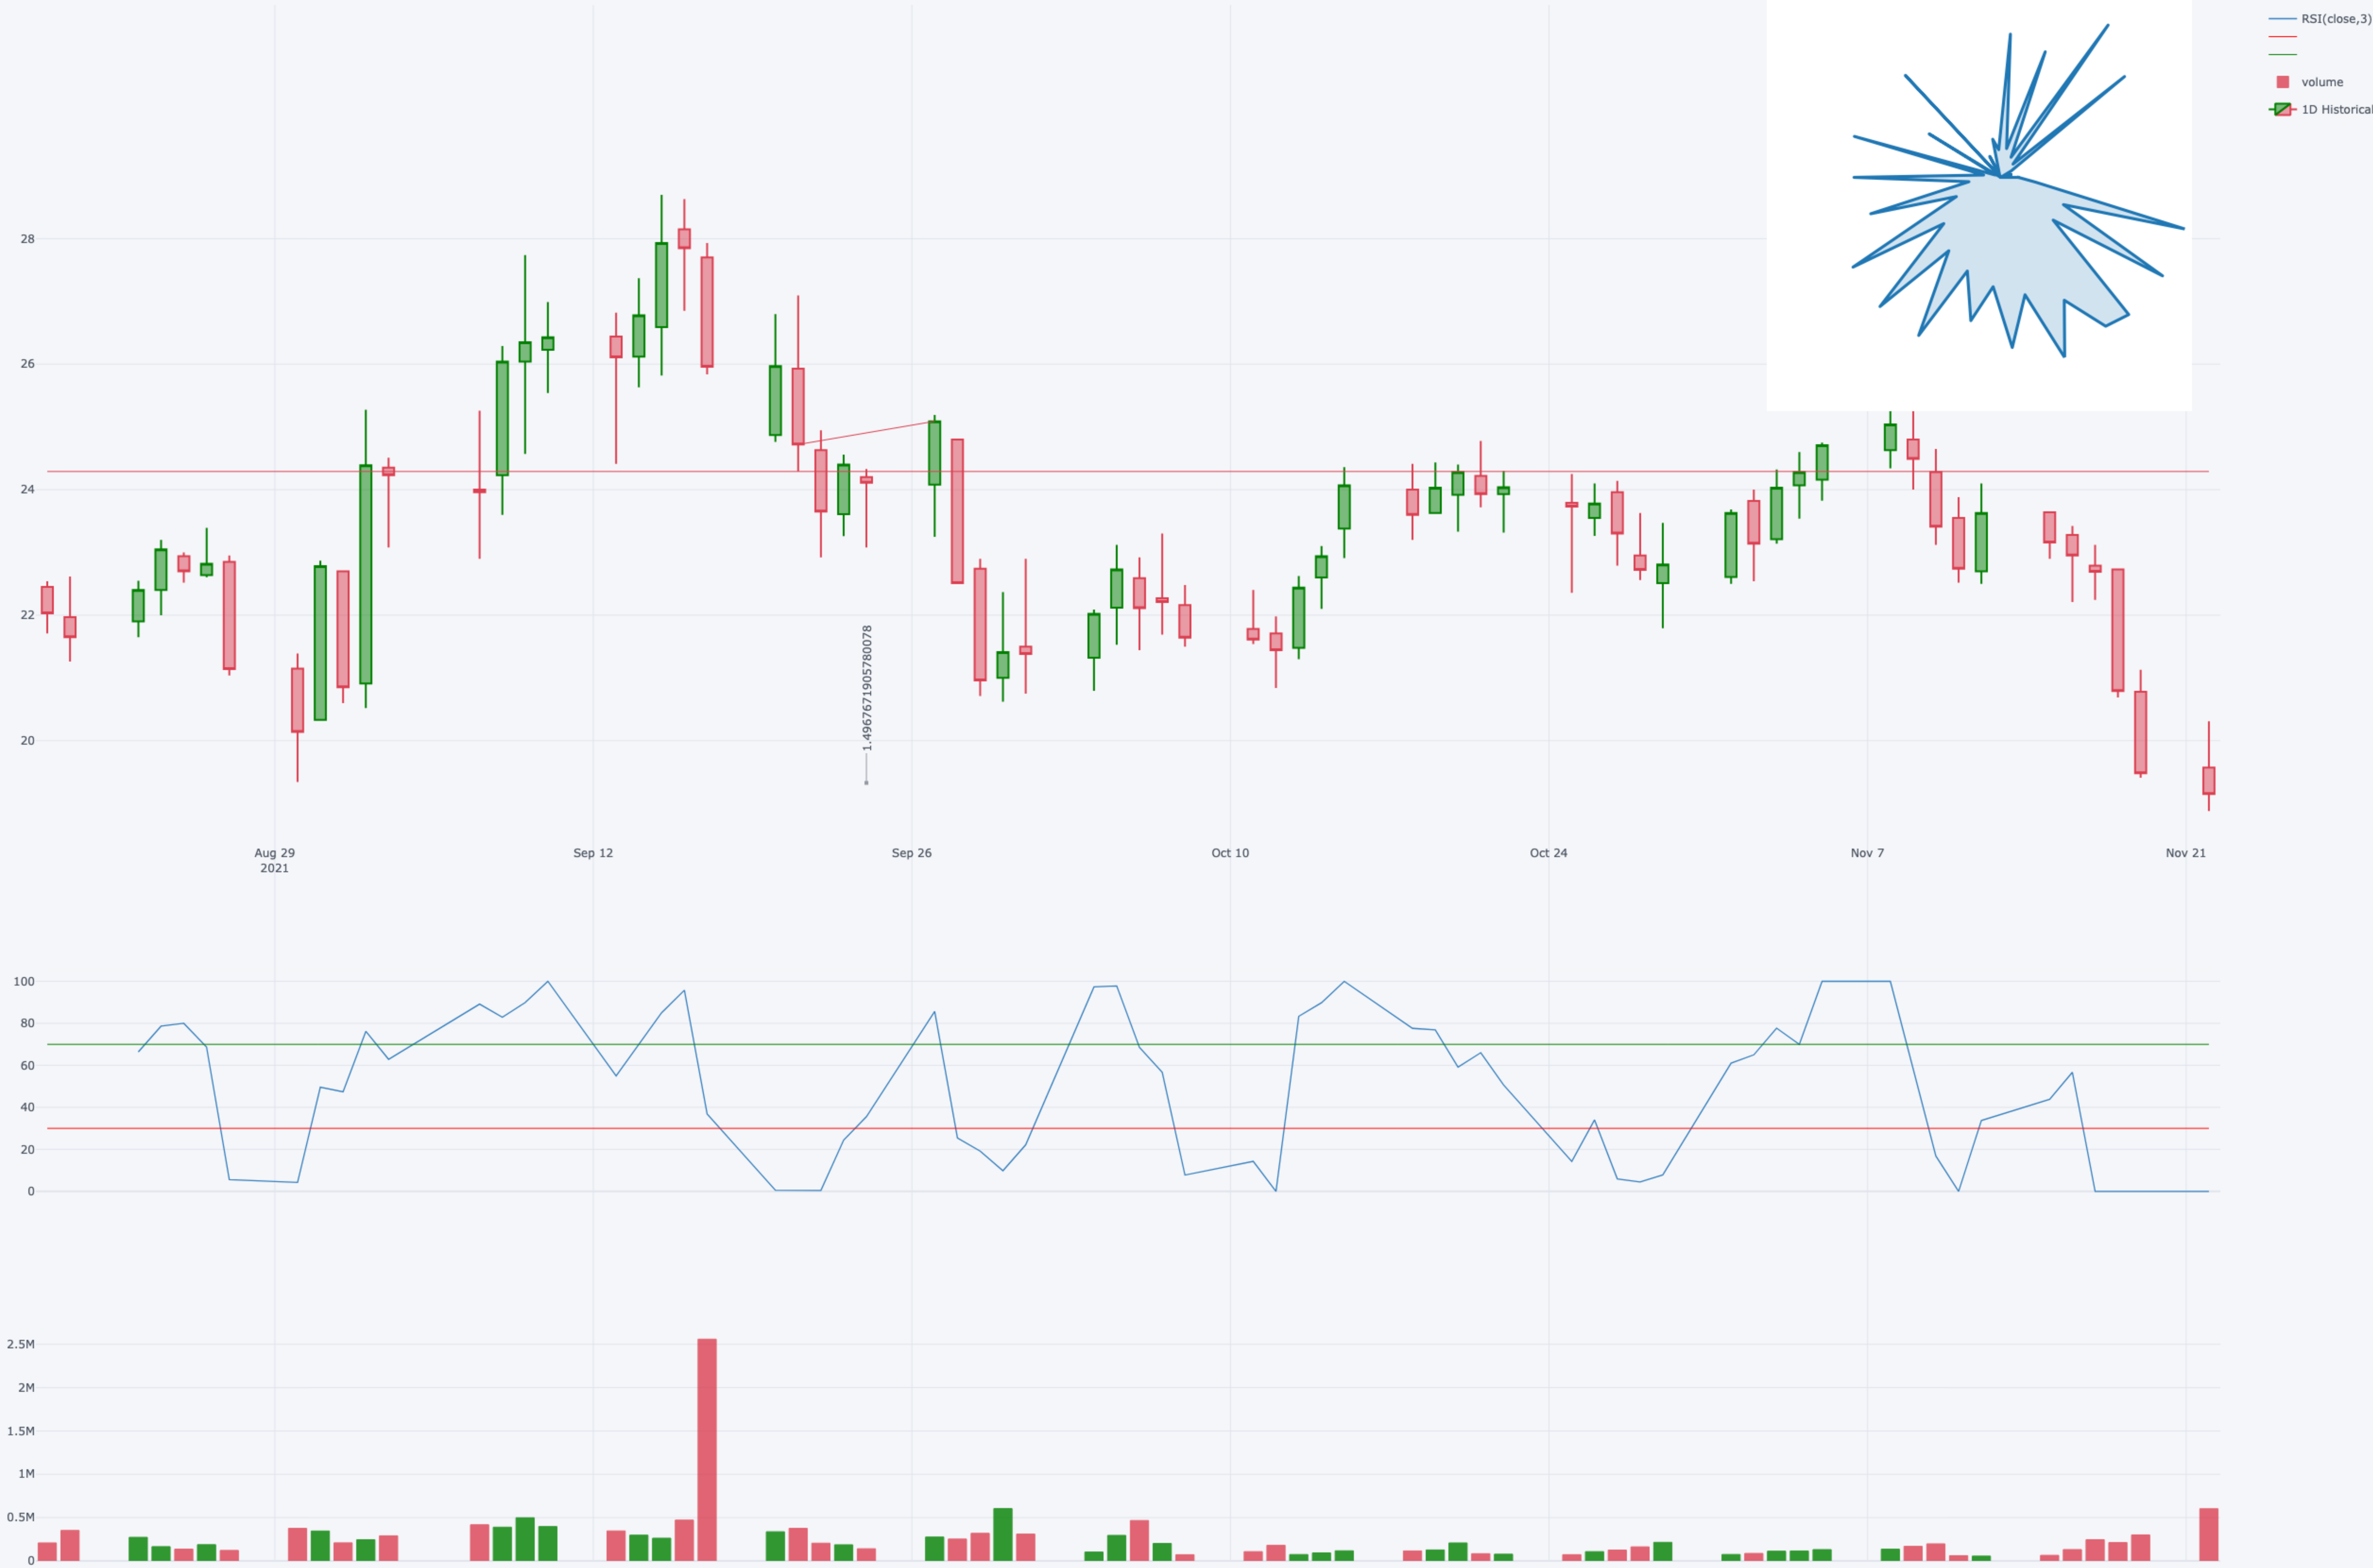 RSI(close,3)
volume
1D Historical
28
26
24
22
20
1.4967671905780078
Aug 29
2021
Sep 12
Sep 26
Oct 10
Oct 24
Nov 7
Nov 21
100
80
60
40
20
0
2.5M
2M
1.5M
1M
0.5M
0